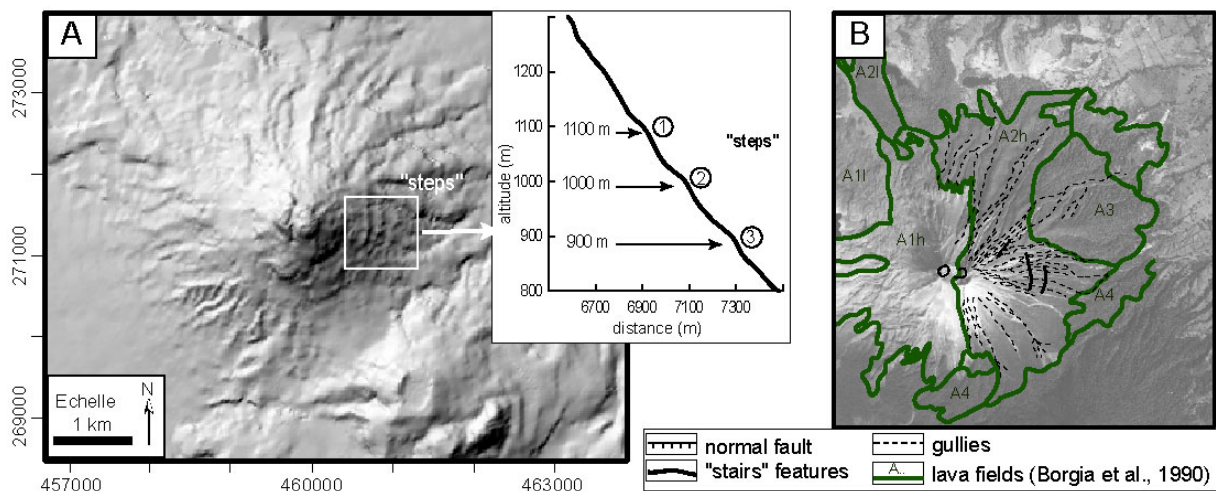 A
273000
271000
269000
457000
460000
463000
"steps"
Echelle
1 km
N
1200
1100
1000
900
800
altitude (m)
1100 m
1000 m
900 m
1
2
3
"steps"
6700
6900
7100
7300
distance (m)
B
A2l
A2h
A1l
A3
A1h
A4
A4
normal fault
"stairs" features
gullies
A..
lava fields (Borgia et al., 1990)